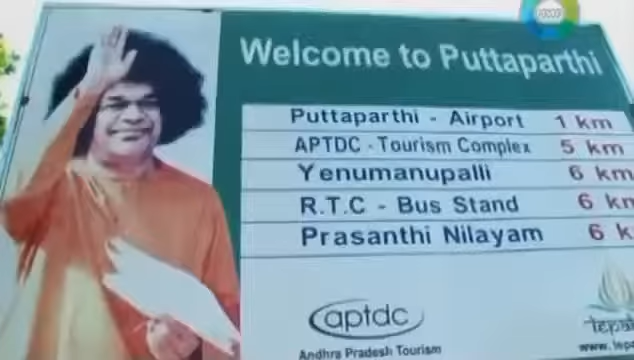 Welcome to Puttaparthi
Puttaparthi - Airport 1 km
APTDC - Tourism Complex 5 km
Yenumanupalli 6 km
R.T.C - Bus Stand 6 km
Prasanthi Nilayam 6 k
aptdc
Andhra Pradesh Tourism